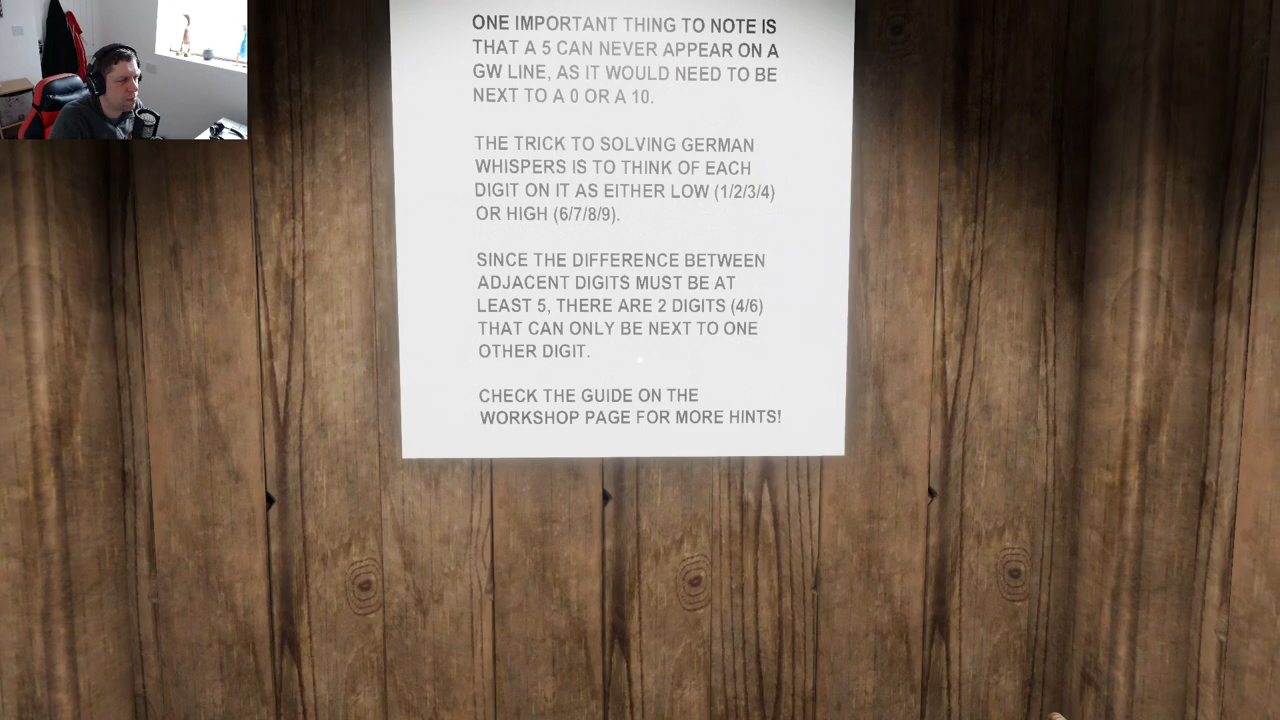 ONE IMPORTANT THING TO NOTE IS
THAT A 5 CAN NEVER APPEAR ON A
GW LINE, AS IT WOULD NEED TO BE
NEXT TO A 0 OR A 10.
THE TRICK TO SOLVING GERMAN
WHISPERS IS TO THINK OF EACH
DIGIT ON IT AS EITHER LOW (1/2/3/4)
OR HIGH (6/7/8/9).
SINCE THE DIFFERENCE BETWEEN
ADJACENT DIGITS MUST BE AT
LEAST 5, THERE ARE 2 DIGITS (4/6)
THAT CAN ONLY BE NEXT TO ONE
OTHER DIGIT.
CHECK THE GUIDE ON THE
WORKSHOP PAGE FOR MORE HINTS!